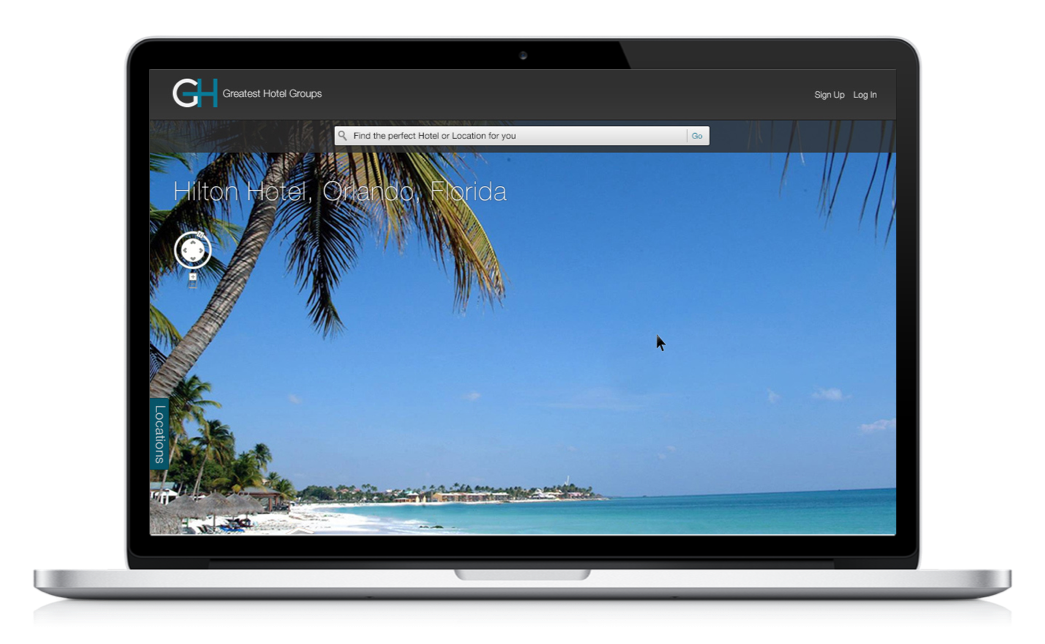 GH Greatest Hotel Groups
Sign Up Log In
Find the perfect Hotel or Location for you Go
Hilton Hotel, Orlando, Florida
Locations